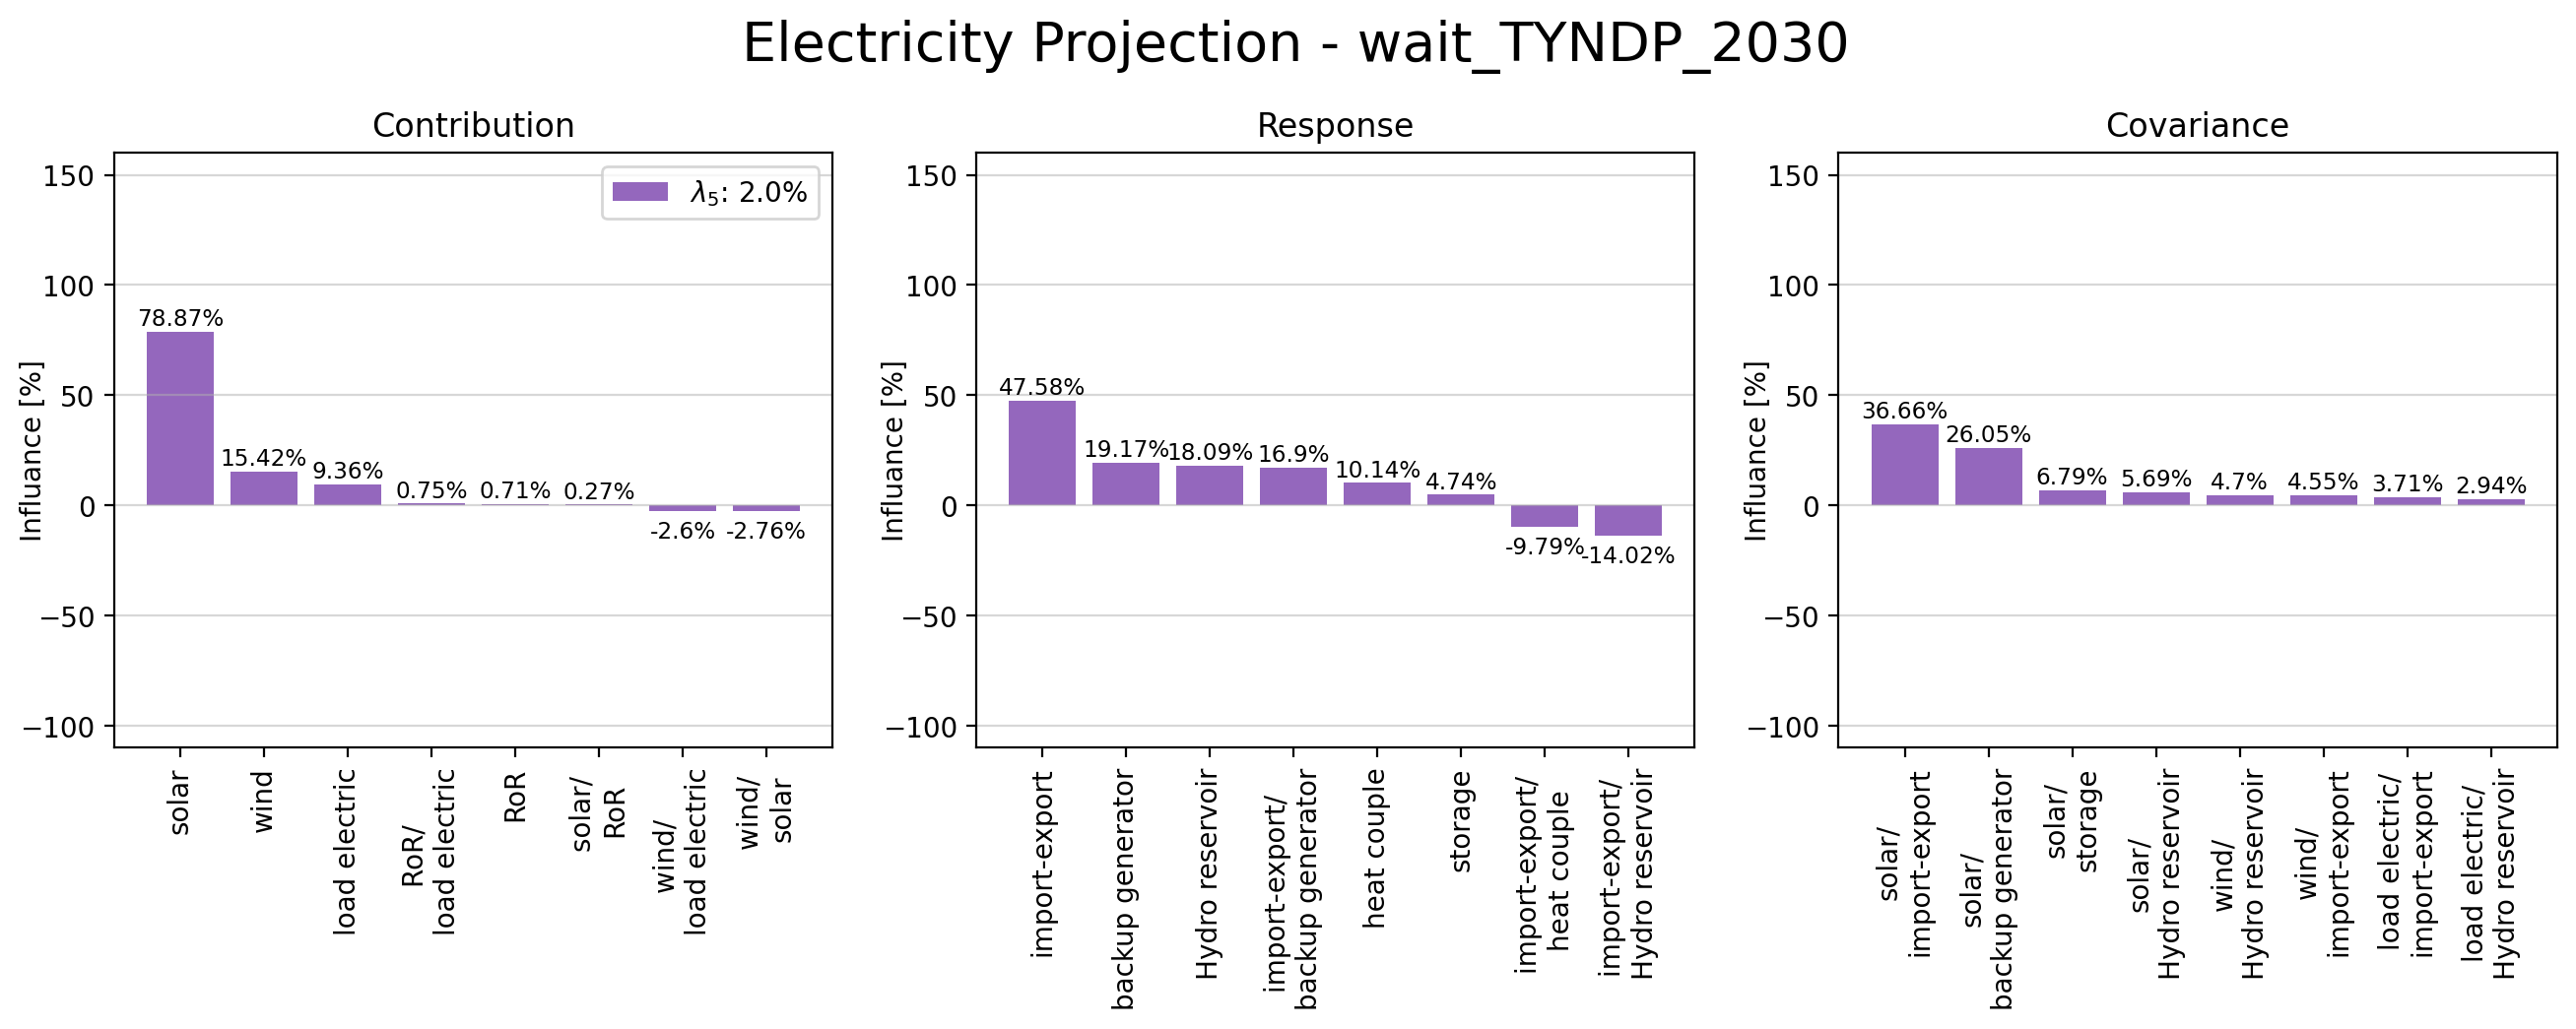 Electricity Projection - wait_TYNDP_2030
Contribution
150
100
50
0
−50
−100
Influance [%]
λ5: 2.0%
78.87%
15.42%
9.36%
0.75%
0.71%
0.27%
-2.6%
-2.76%
solar
wind
load electric
RoR/
load electric
RoR
solar/
RoR
wind/
load electric
wind/
solar
Response
150
100
50
0
−50
−100
Influance [%]
47.58%
19.17%
18.09%
16.9%
10.14%
4.74%
-9.79%
-14.02%
import-export
backup generator
Hydro reservoir
import-export/
backup generator
heat couple
storage
import-export/
heat couple
import-export/
Hydro reservoir
Covariance
150
100
50
0
−50
−100
Influance [%]
36.66%
26.05%
6.79%
5.69%
4.7%
4.55%
3.71%
2.94%
solar/
import-export
solar/
backup generator
solar/
storage
solar/
Hydro reservoir
wind/
Hydro reservoir
wind/
import-export
load electric/
import-export
load electric/
Hydro reservoir